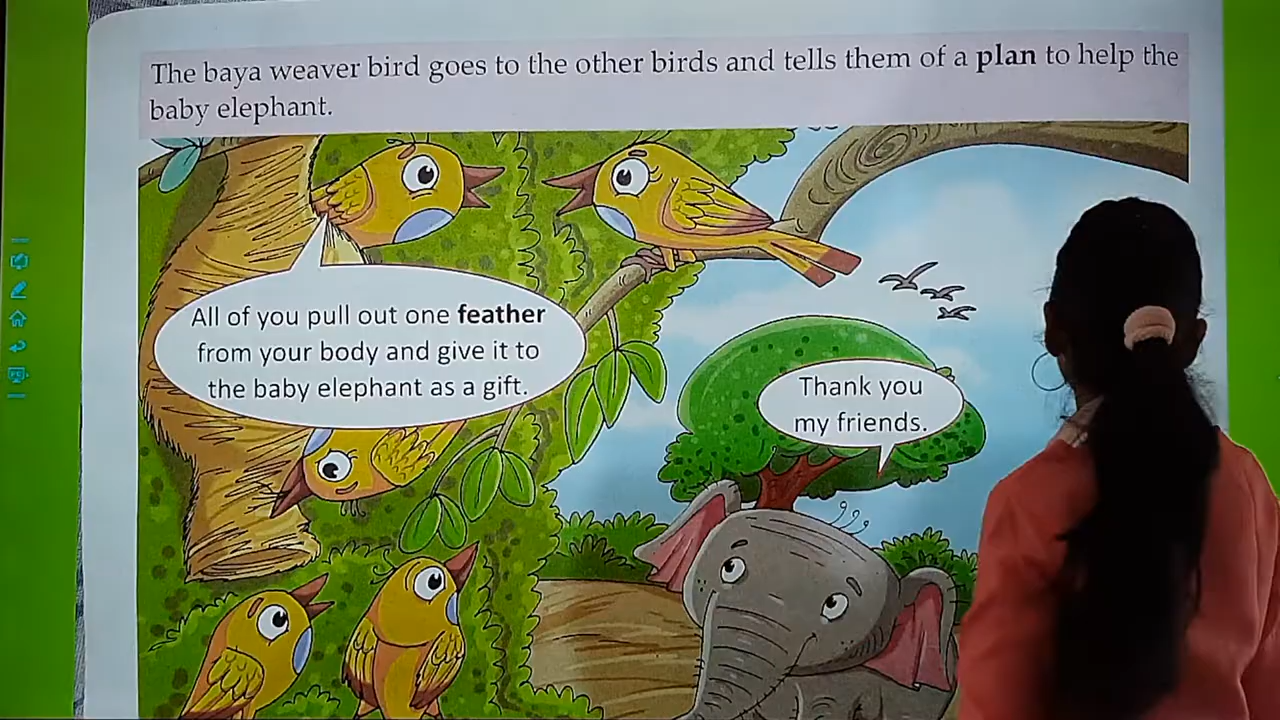 The baya weaver bird goes to the other birds and tells them of a plan to help the
baby elephant.
All of you pull out one feather
from your body and give it to
the baby elephant as a gift.
Thank you
my friends.